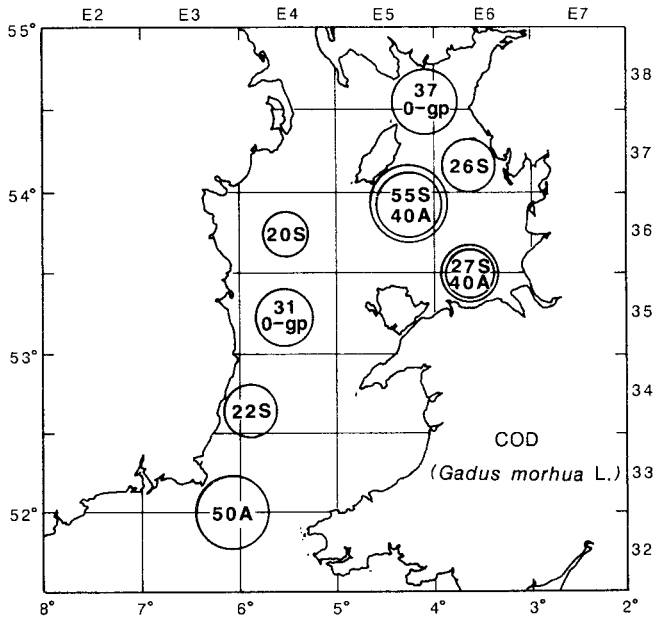 E2 E3 E4 E5 E6 E7
55°
38
37
0-gp
37
26S
54°
55S
40A
36
20S
27S
40A
35
31
0-gp
53°
34
22S
COD
(Gadus morhua L.)
33
52°
50A
32
8° 7° 6° 5° 4° 3° 2°